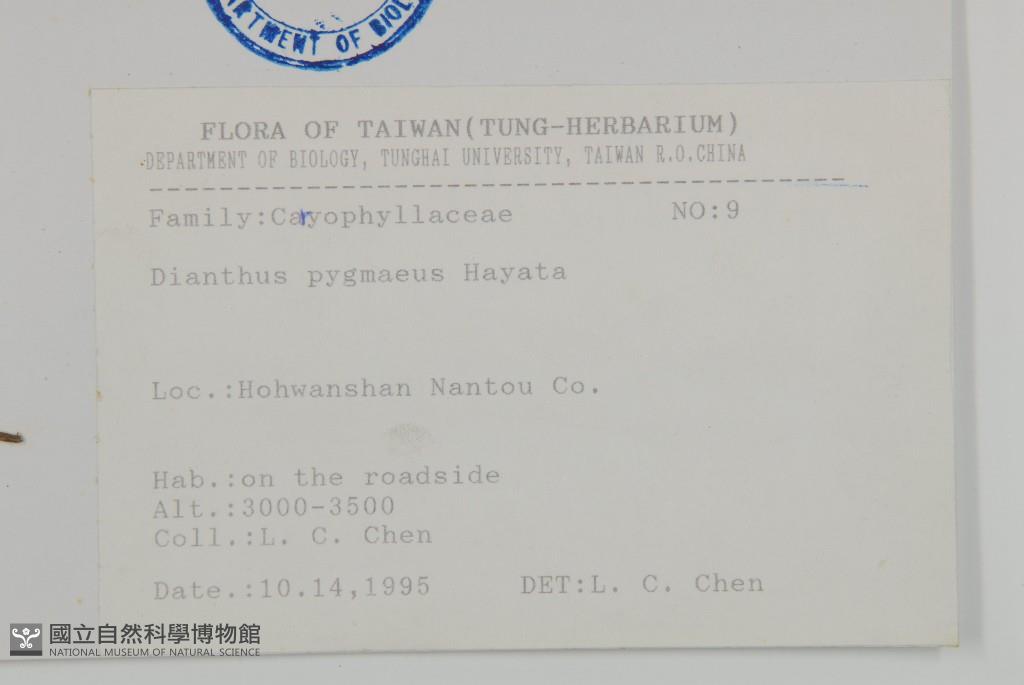 ARTMENT OF BIOL
FLORA OF TAIWAN(TUNG-HERBARIUM)
DEPARTMENT OF BIOLOGY, TUNGHAI UNIVERSITY, TAIWAN R.O.CHINA
----------------------------------------
Family:Caryophyllaceae NO:9
Dianthus pygmaeus Hayata
Loc.:Hohwanshan Nantou Co.
Hab.:on the roadside
Alt.:3000-3500
Coll.:L. C. Chen
Date.:10.14,1995 DET:L. C. Chen
國立自然科學博物館
NATIONAL MUSEUM OF NATURAL SCIENCE